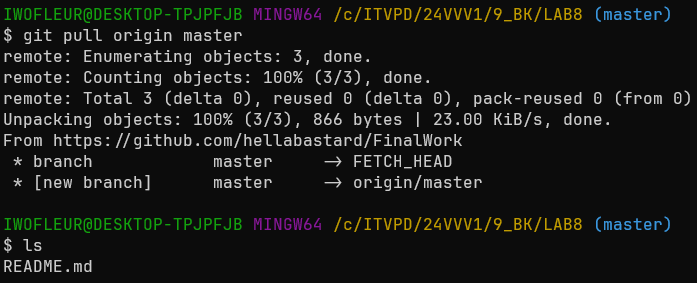 IWOFLEUR@DESKTOP-TPJPFJB MINGW64 /c/ITVPD/24VVV1/9_BK/LAB8 (master)
$ git pull origin master
remote: Enumerating objects: 3, done.
remote: Counting objects: 100% (3/3), done.
remote: Total 3 (delta 0), reused 0 (delta 0), pack-reused 0 (from 0)
Unpacking objects: 100% (3/3), 866 bytes | 23.00 KiB/s, done.
From https://github.com/hellabastard/FinalWork
 * branch            master     -> FETCH_HEAD
 * [new branch]      master     -> origin/master
IWOFLEUR@DESKTOP-TPJPFJB MINGW64 /c/ITVPD/24VVV1/9_BK/LAB8 (master)
$ ls
README.md